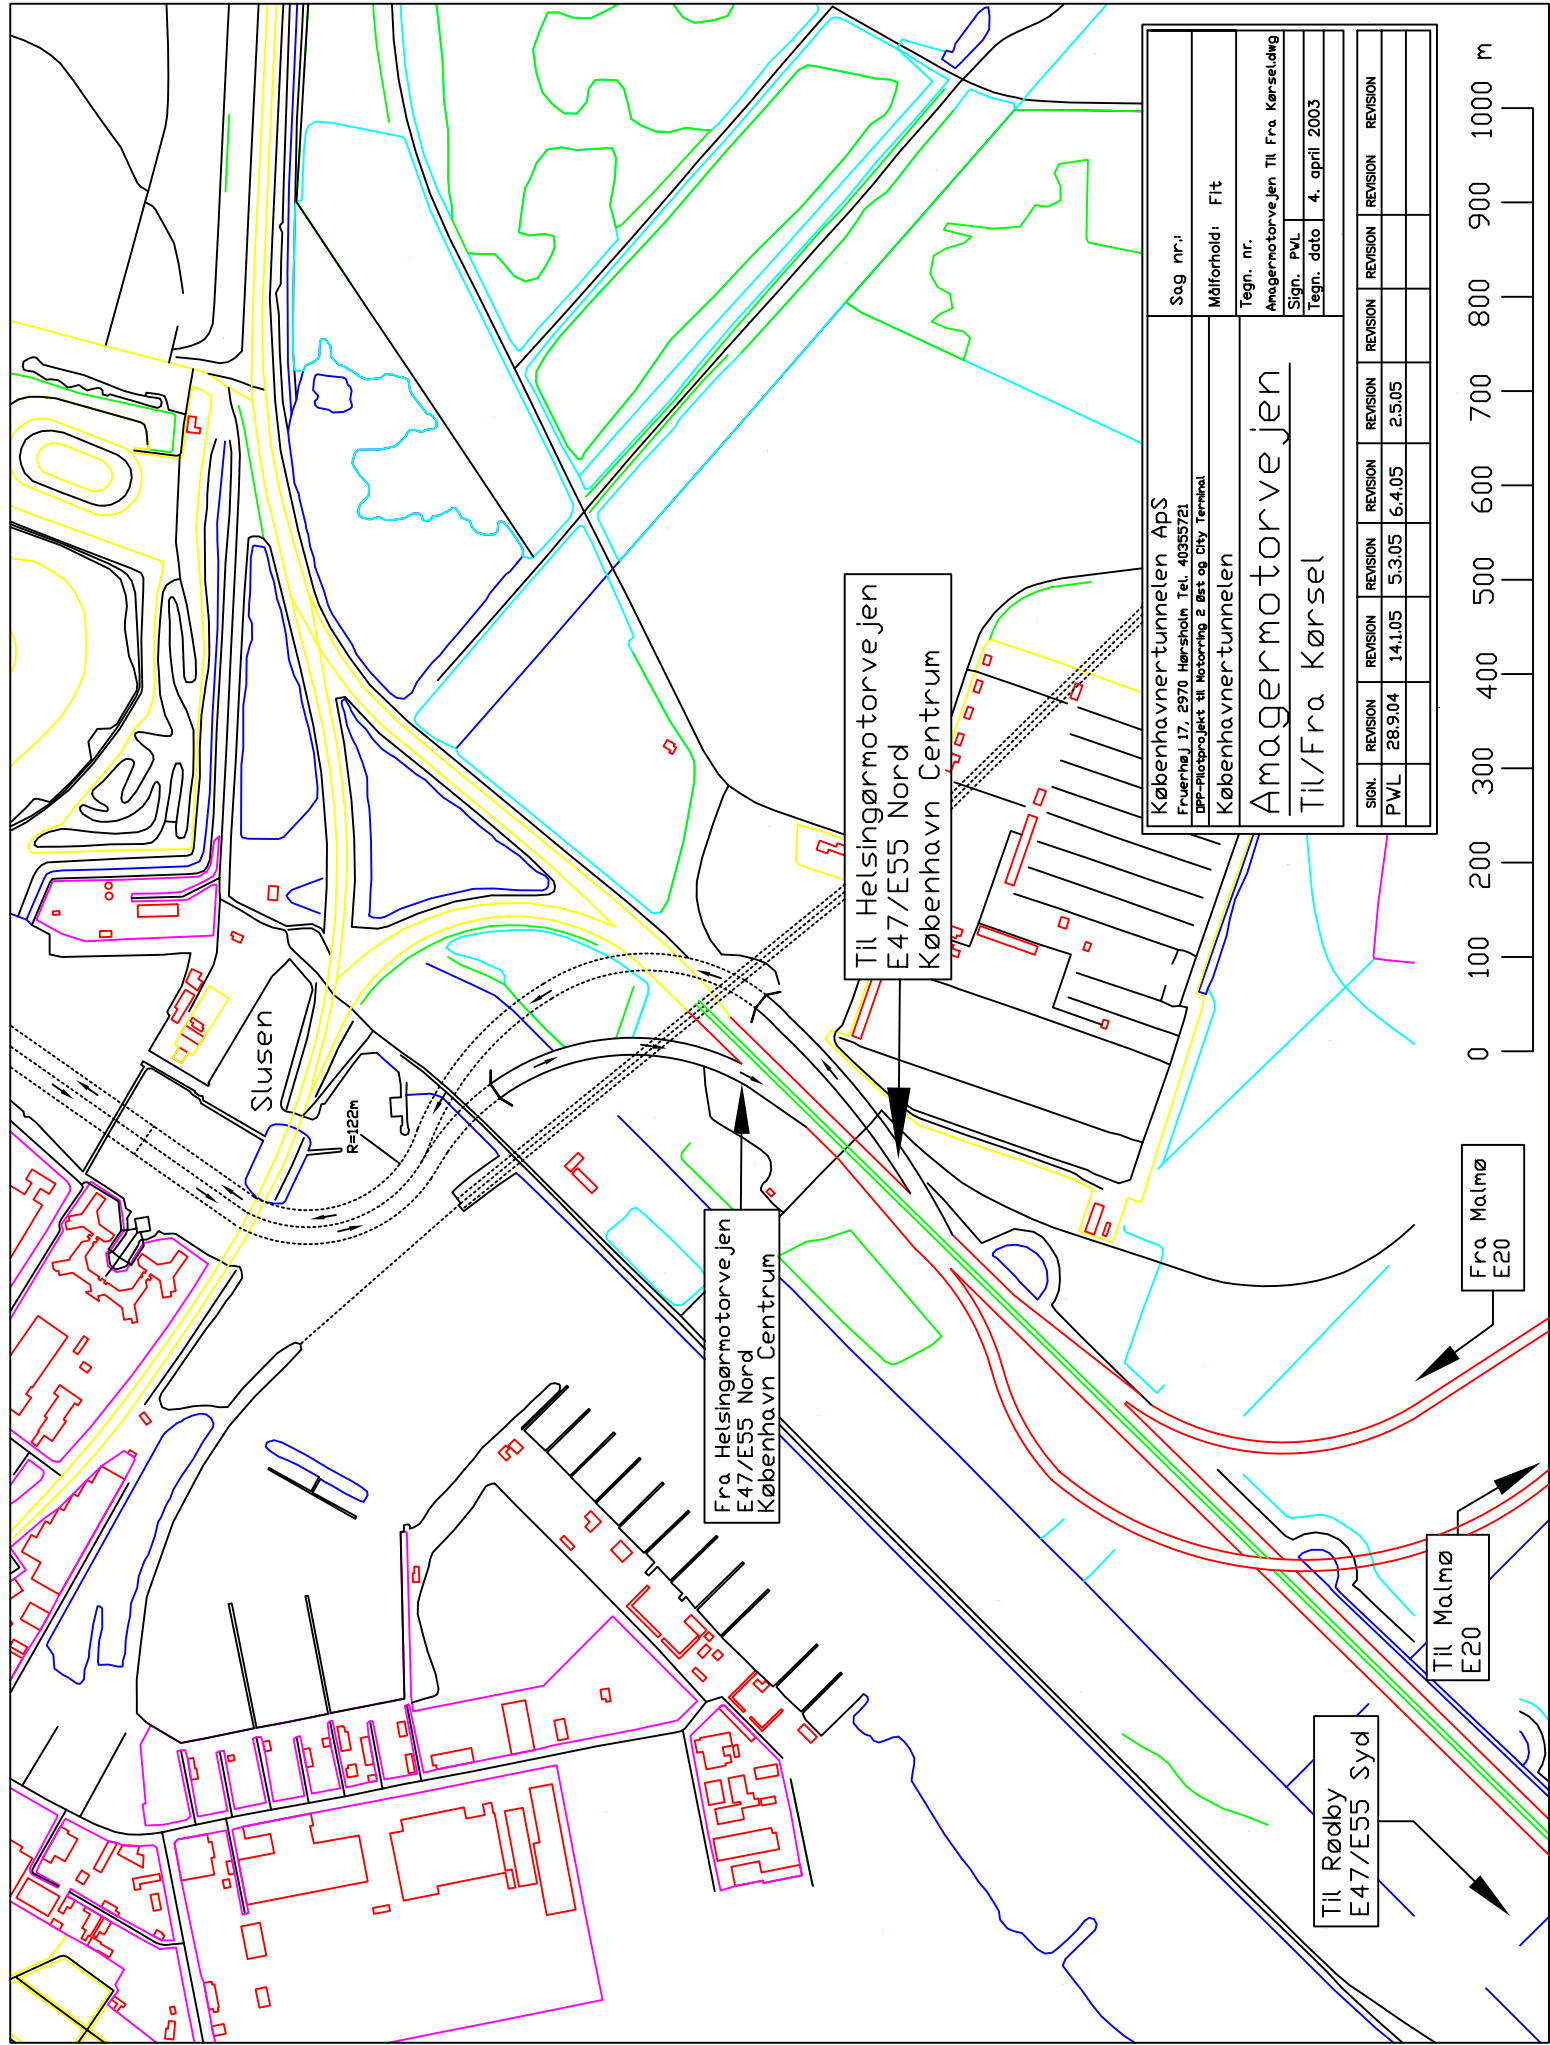 Slusen
R=122m
Til Helsingørmotorvejen
E47/E55 Nord
København Centrum
Fra Helsingørmotorvejen
E47/E55 Nord
København Centrum
Fra Malmø
E20
Til Malmø
E20
Til Rødby
E47/E55 Syd
Københavnertunnelen ApS
Fruerhøj 17, 2970 Hørsholm Tel. 40355721
OPP-Pilotprojekt til Motorring 2 Øst og City Terminal
Københavnertunnelen
Amagermotorvejen
Til/Fra Kørsel
Sag nr.:
Målforhold: Fit
Tegn. nr.
Amagermotorvejen Til Fra Kørsel.dwg
Sign. PWL
Tegn. dato 4. april 2003
SIGN. REVISION REVISION REVISION REVISION REVISION REVISION REVISION REVISION REVISION
PWL 28.9.04 14.1.05 5.3.05 6.4.05 2.5.05
0 100 200 300 400 500 600 700 800 900 1000 m